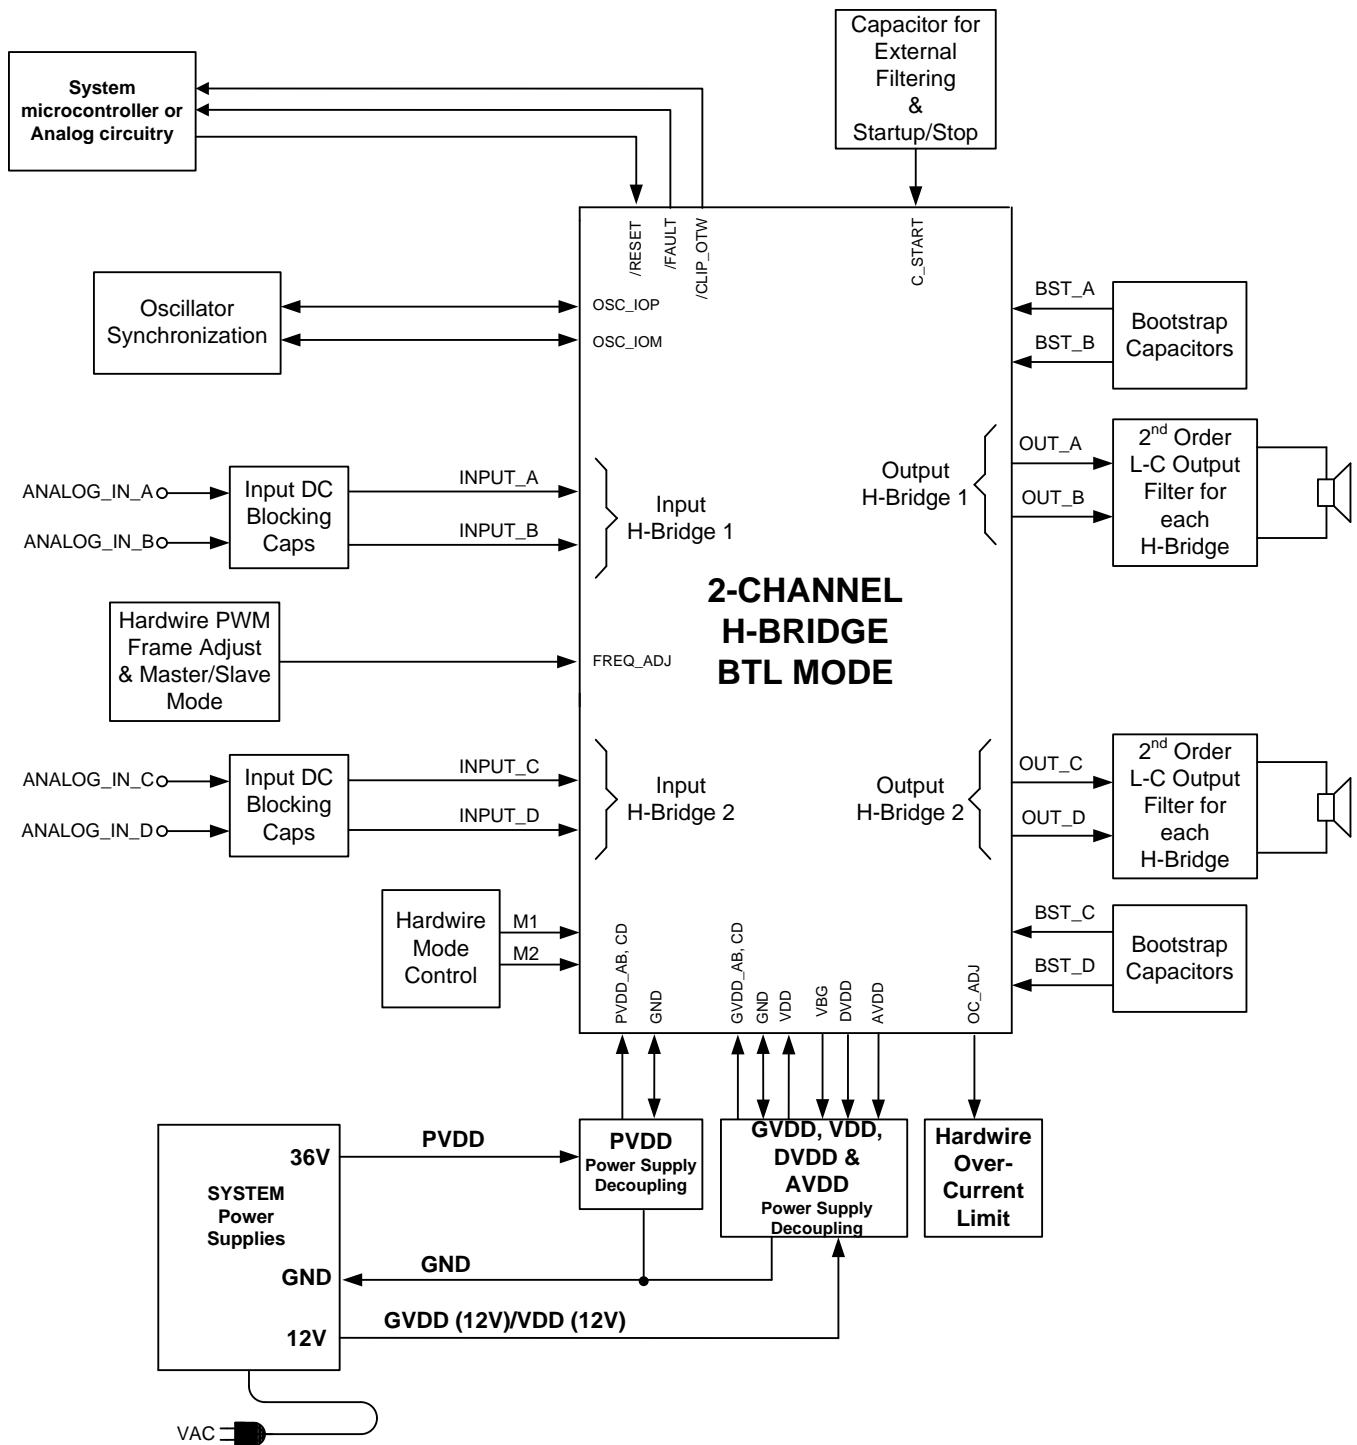 Capacitor for
External
Filtering
&
Startup/Stop
System
microcontroller or
Analog circuitry
/RESET
/FAULT
/CLIP_OTW
C_START
Oscillator
Synchronization
OSC_IOP
OSC_IOM
BST_A
BST_B
Bootstrap
Capacitors
ANALOG_IN_A
ANALOG_IN_B
Input DC
Blocking
Caps
INPUT_A
INPUT_B
Input
H-Bridge 1
Output
H-Bridge 1
OUT_A
OUT_B
2nd Order
L-C Output
Filter for
each
H-Bridge
2-CHANNEL
H-BRIDGE
BTL MODE
Hardwire PWM
Frame Adjust
& Master/Slave
Mode
FREQ_ADJ
ANALOG_IN_C
ANALOG_IN_D
Input DC
Blocking
Caps
INPUT_C
INPUT_D
Input
H-Bridge 2
Output
H-Bridge 2
OUT_C
OUT_D
2nd Order
L-C Output
Filter for
each
H-Bridge
Hardwire
Mode
Control
M1
M2
PVDD_AB, CD
GND
GVDD_AB, CD
GND
VDD
VBG
DVDD
AVDD
OC_ADJ
BST_C
BST_D
Bootstrap
Capacitors
SYSTEM
Power
Supplies
36V
GND
12V
PVDD
GND
GVDD (12V)/VDD (12V)
PVDD
Power Supply
Decoupling
GVDD, VDD,
DVDD &
AVDD
Power Supply
Decoupling
Hardwire
Over-
Current
Limit
VAC